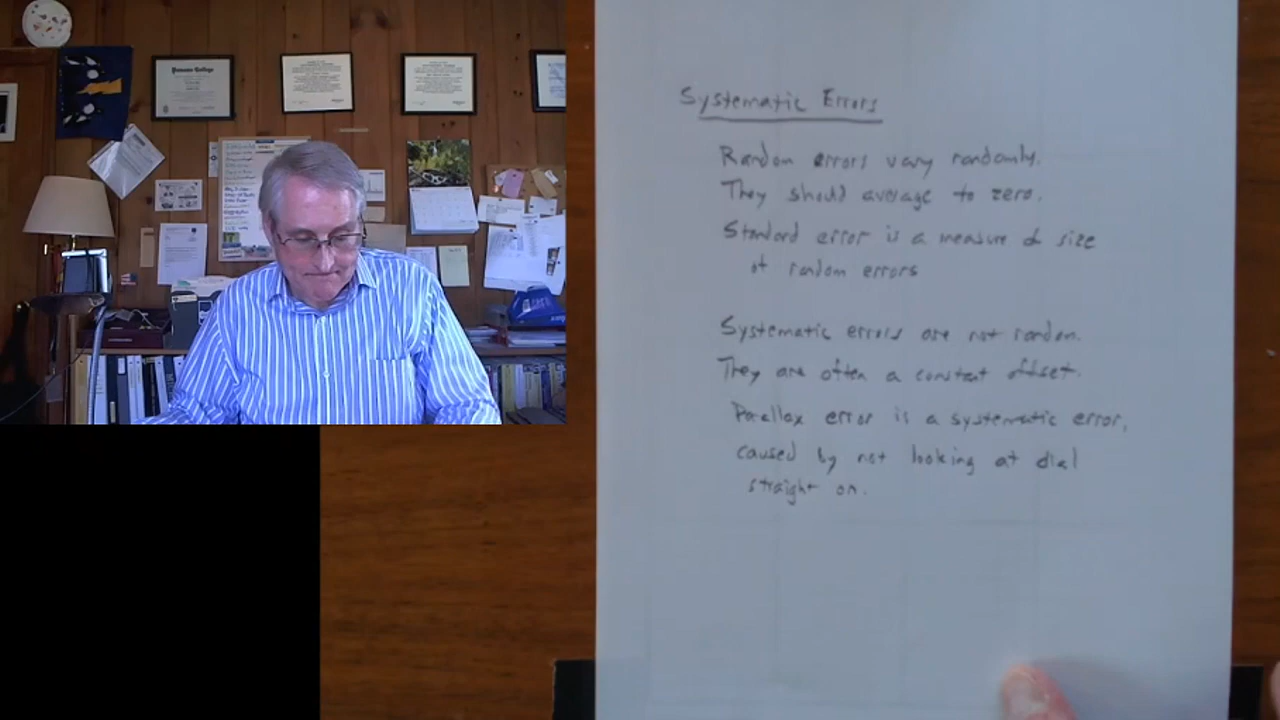 Pomona College
Systematic Errors
Random errors vary randomly.
They should average to zero.
Standard error is a measure of size
of random errors
Systematic errors are not random.
They are often a constant offset.
Parallax error is a systematic error,
caused by not looking at dial
straight on.